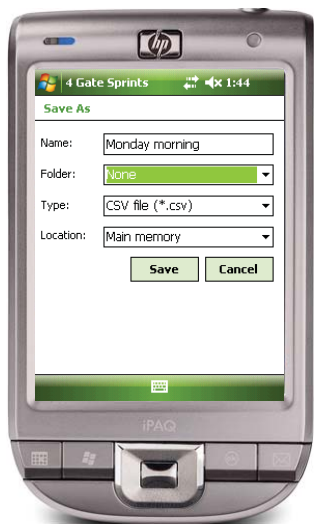 hp
4 Gate Sprints 1:44
Save As
Name: Monday morning
Folder: None
Type: CSV file (*.csv)
Location: Main memory
Save Cancel
iPAQ